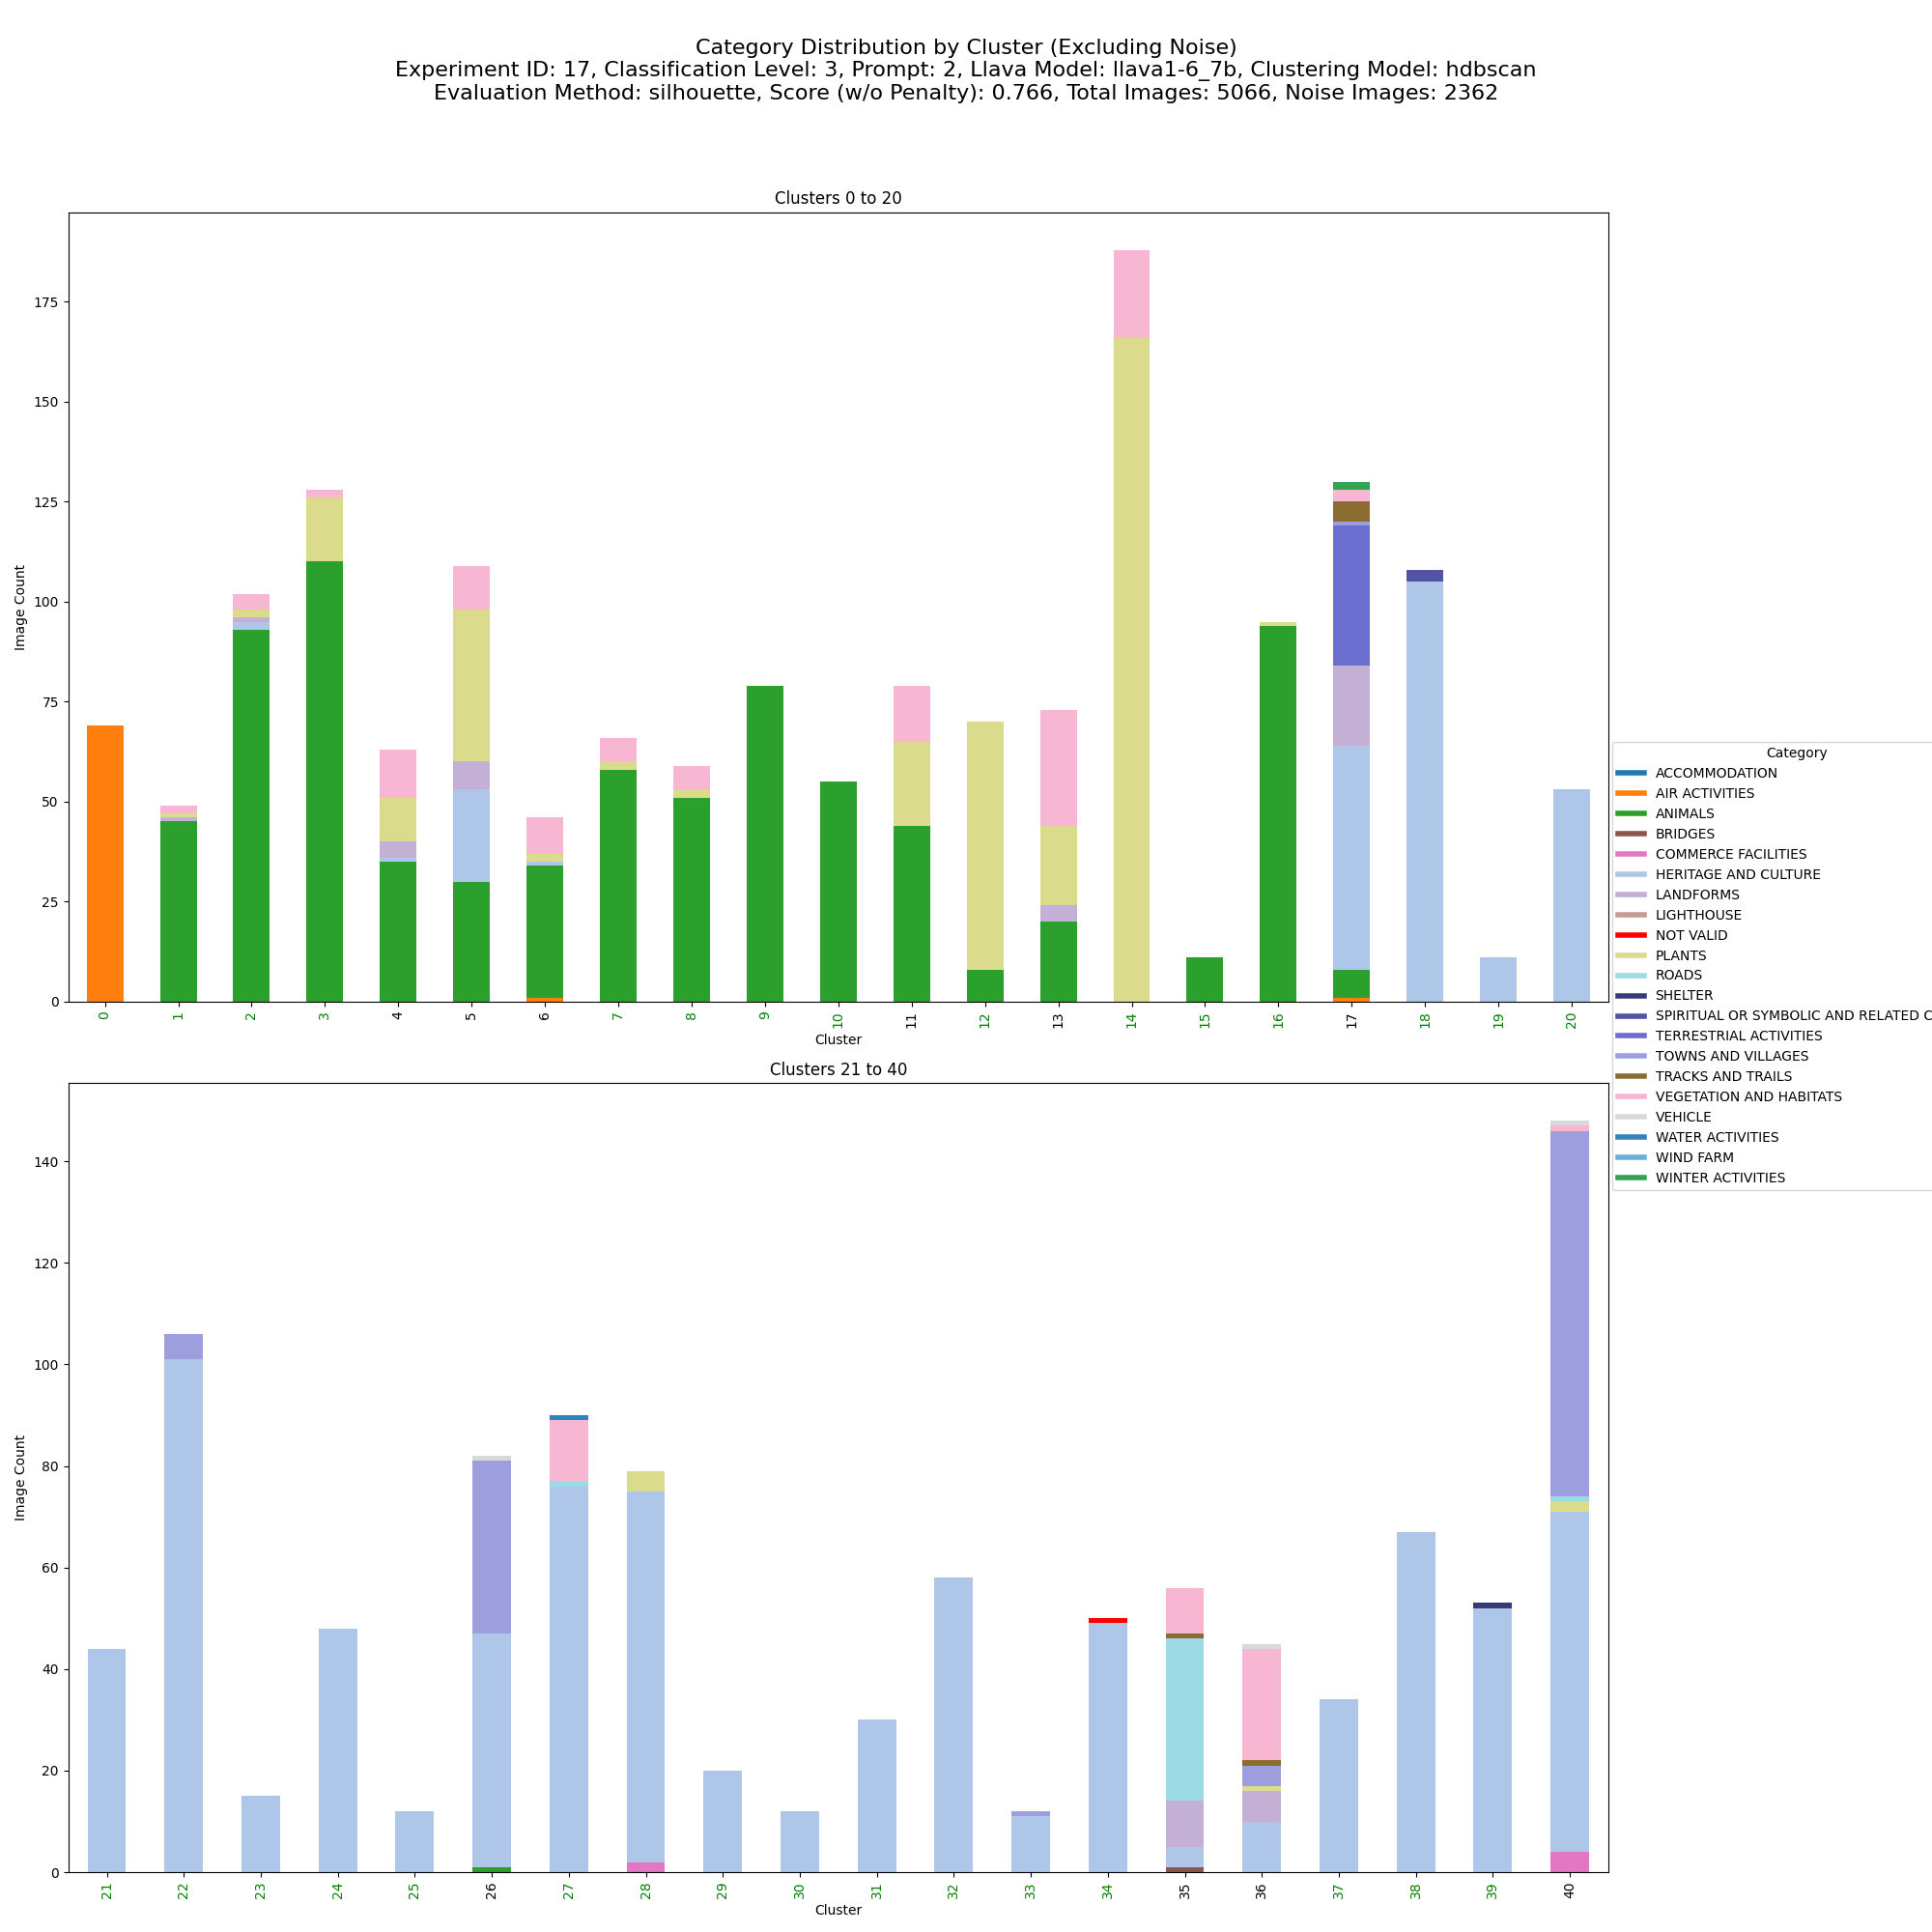 Category Distribution by Cluster (Excluding Noise)
Experiment ID: 17, Classification Level: 3, Prompt: 2, Llava Model: llava1-6_7b, Clustering Model: hdbscan
Evaluation Method: silhouette, Score (w/o Penalty): 0.766, Total Images: 5066, Noise Images: 2362
Clusters 0 to 20
Image Count
175
150
125
100
75
50
25
0
0 1 2 3 4 5 6 7 8 9 10 11 12 13 14 15 16 17 18 19 20
Cluster
Category
ACCOMMODATION
AIR ACTIVITIES
ANIMALS
BRIDGES
COMMERCE FACILITIES
HERITAGE AND CULTURE
LANDFORMS
LIGHTHOUSE
NOT VALID
PLANTS
ROADS
SHELTER
SPIRITUAL OR SYMBOLIC AND RELATED C
TERRESTRIAL ACTIVITIES
TOWNS AND VILLAGES
TRACKS AND TRAILS
VEGETATION AND HABITATS
VEHICLE
WATER ACTIVITIES
WIND FARM
WINTER ACTIVITIES
Clusters 21 to 40
Image Count
140
120
100
80
60
40
20
0
21 22 23 24 25 26 27 28 29 30 31 32 33 34 35 36 37 38 39 40
Cluster